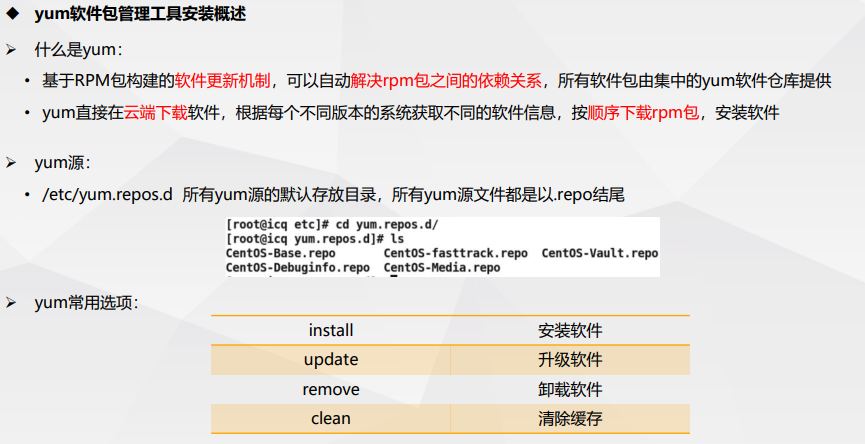 ◆ yum软件包管理工具安装概述
➢ 什么是yum：
• 基于RPM包构建的软件更新机制，可以自动解决rpm包之间的依赖关系，所有软件包由集中的yum软件仓库提供
• yum直接在云端下载软件，根据每个不同版本的系统获取不同的软件信息，按顺序下载rpm包，安装软件
➢ yum源：
• /etc/yum.repos.d 所有yum源的默认存放目录，所有yum源文件都是以.repo结尾
[root@icq etc]# cd yum.repos.d/
[root@icq yum.repos.d]# ls
CentOS-Base.repo CentOS-fasttrack.repo CentOS-Vault.repo
CentOS-Debuginfo.repo CentOS-Media.repo
➢ yum常用选项：
install 安装软件
update 升级软件
remove 卸载软件
clean 清除缓存